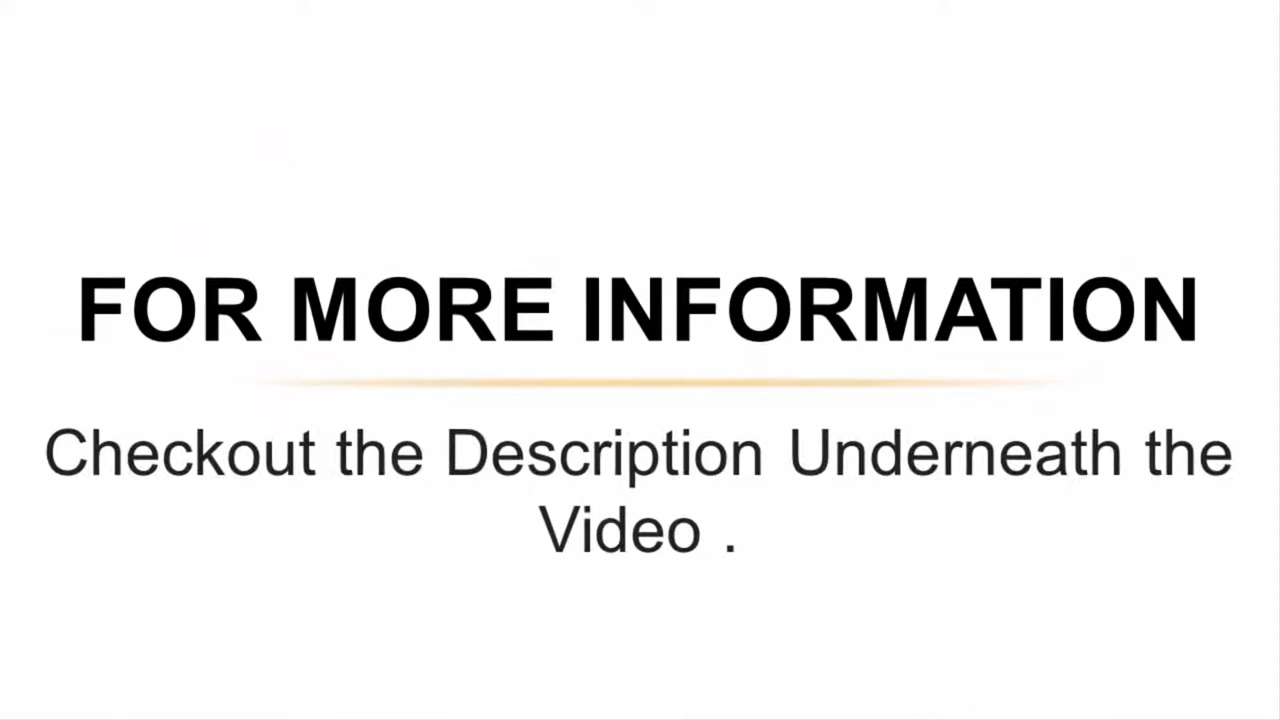 FOR MORE INFORMATION
Checkout the Description Underneath the
Video .